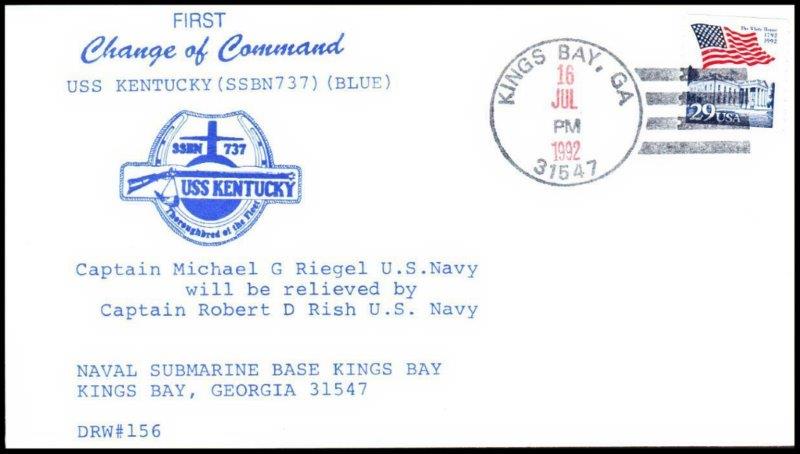 FIRST
Change of Command
USS KENTUCKY(SSBN737)(BLUE)
SSBN 737
USS KENTUCKY
Thoroughbred of the Fleet
KINGS BAY, GA
16
JUL
PM
1992
31547
The White House
1792
1992
29USA
Captain Michael G Riegel U.S.Navy
will be relieved by
Captain Robert D Rish U.S. Navy
NAVAL SUBMARINE BASE KINGS BAY
KINGS BAY, GEORGIA 31547
DRW#156